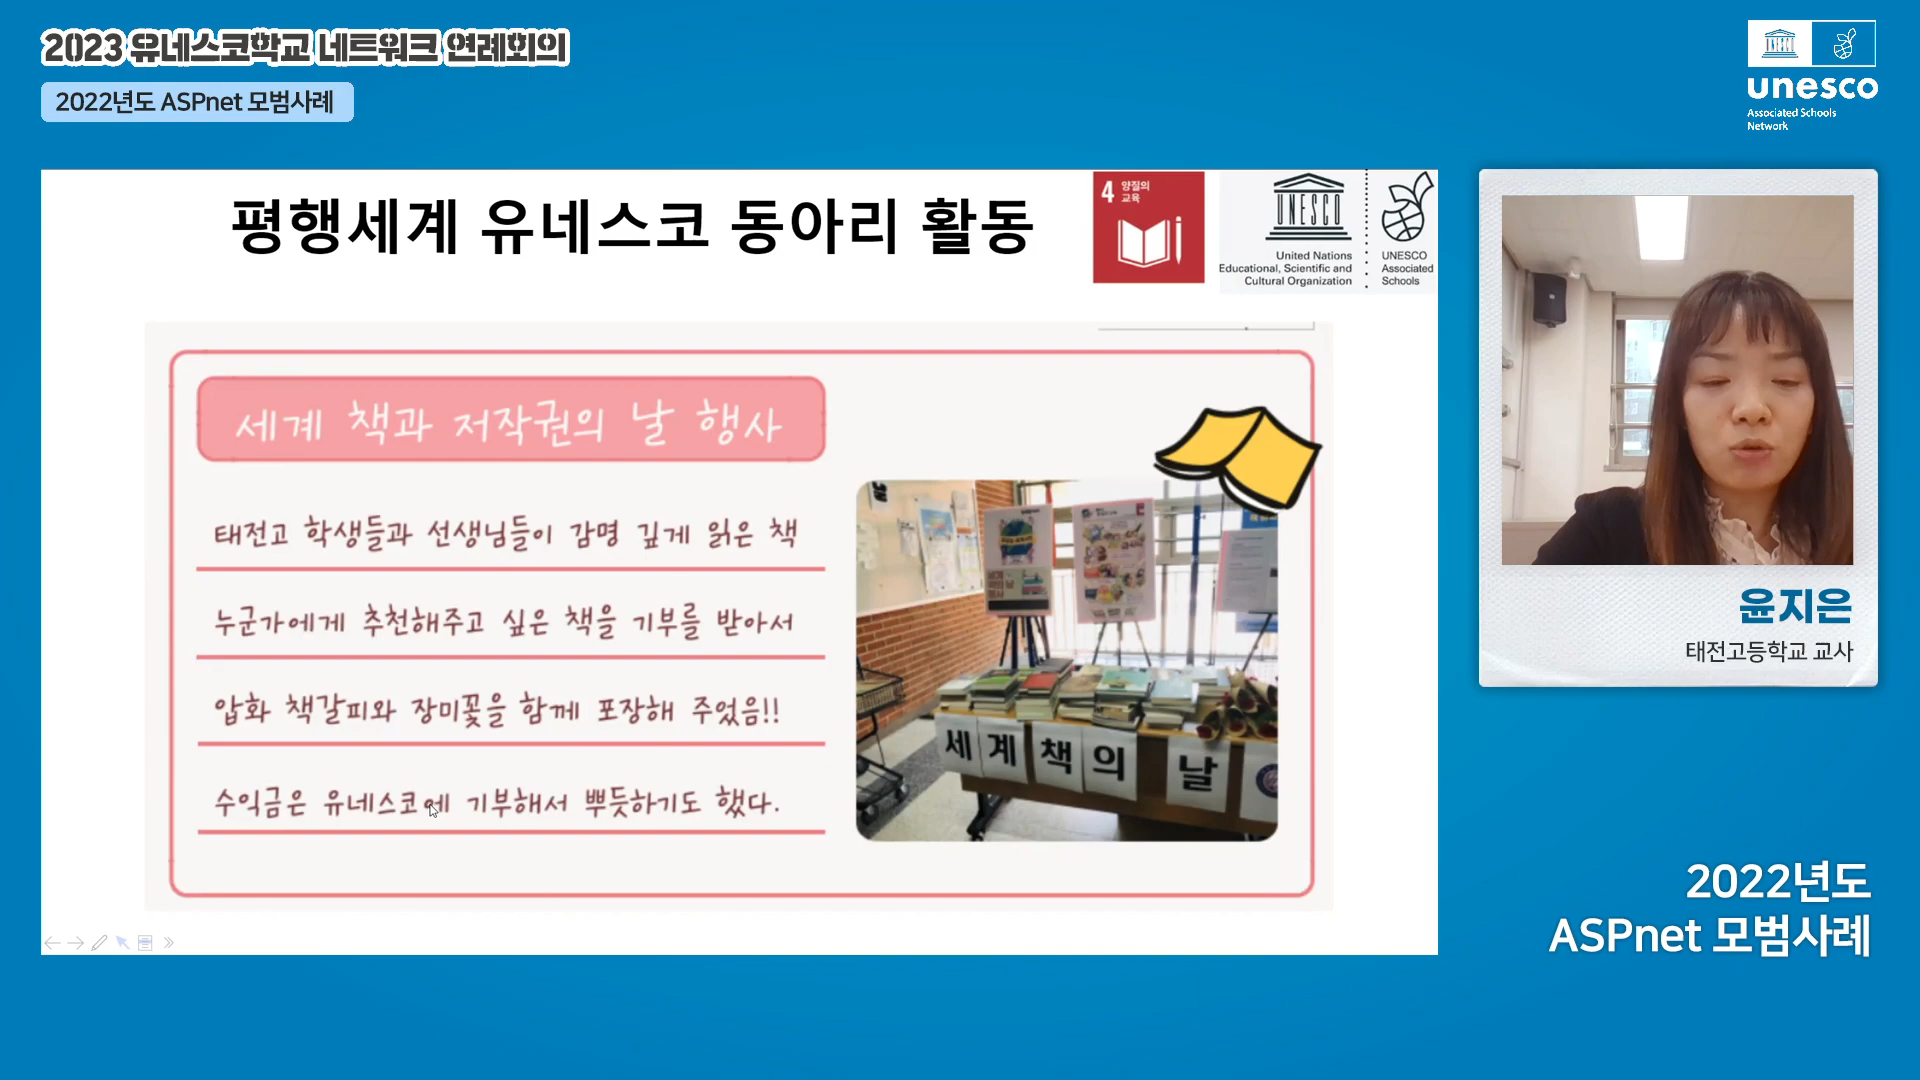 2023 유네스코학교 네트워크 연례회의
2022년도 ASPnet 모범사례
unesco
Associated Schools
Network
평행세계 유네스코 동아리 활동
4 양질의
교육
UNESCO
United Nations
Educational, Scientific and
Cultural Organization
UNESCO
Associated
Schools
세계 책과 저작권의 날 행사
태전고 학생들과 선생님들이 감명 깊게 읽은 책
누군가에게 추천해주고 싶은 책을 기부를 받아서
압화 책갈피와 장미꽃을 함께 포장해 주었음!!
수익금은 유네스코에 기부해서 뿌듯하기도 했다.
세계 책의 날
윤지은
태전고등학교 교사
2022년도
ASPnet 모범사례